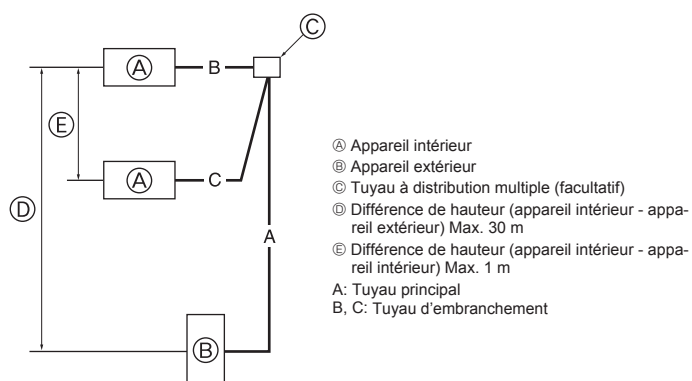 Ⓒ
Ⓐ B
Ⓔ
Ⓐ C
Ⓓ
A
Ⓑ
Ⓐ Appareil intérieur
Ⓑ Appareil extérieur
Ⓒ Tuyau à distribution multiple (facultatif)
Ⓓ Différence de hauteur (appareil intérieur - appa-
reil extérieur) Max. 30 m
Ⓔ Différence de hauteur (appareil intérieur - appa-
reil intérieur) Max. 1 m
A: Tuyau principal
B, C: Tuyau d'embranchement